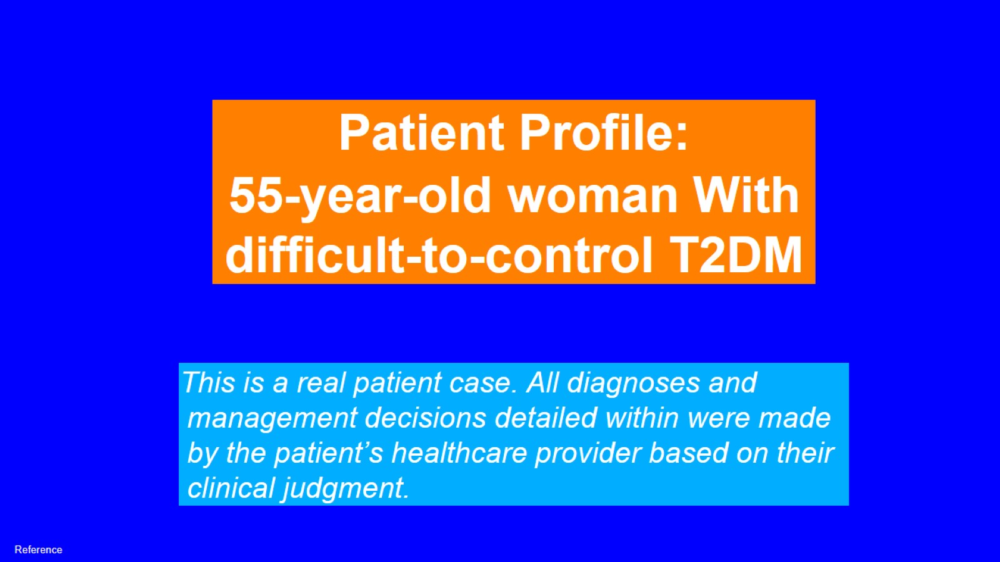 Patient Profile:
55-year-old woman With
difficult-to-control T2DM
This is a real patient case. All diagnoses and
management decisions detailed within were made
by the patient’s healthcare provider based on their
clinical judgment.
Reference